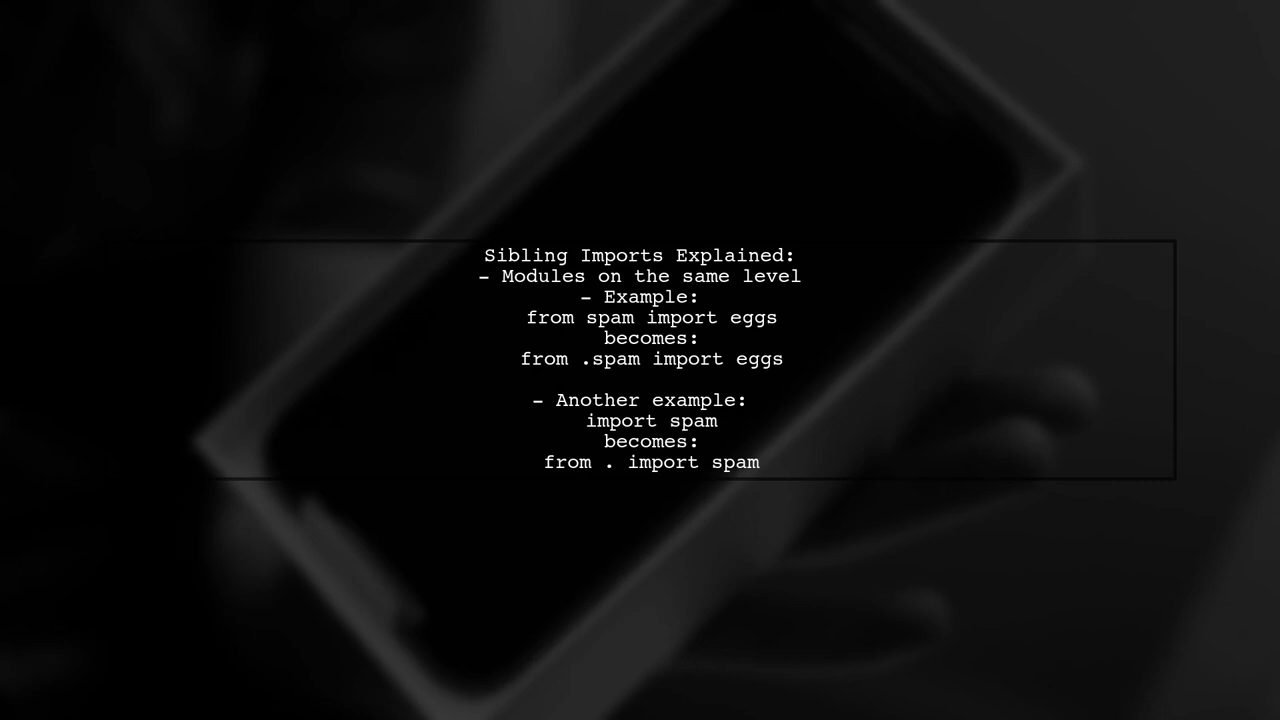 Sibling Imports Explained:
- Modules on the same level
- Example:
from spam import eggs
becomes:
from .spam import eggs
- Another example:
import spam
becomes:
from . import spam